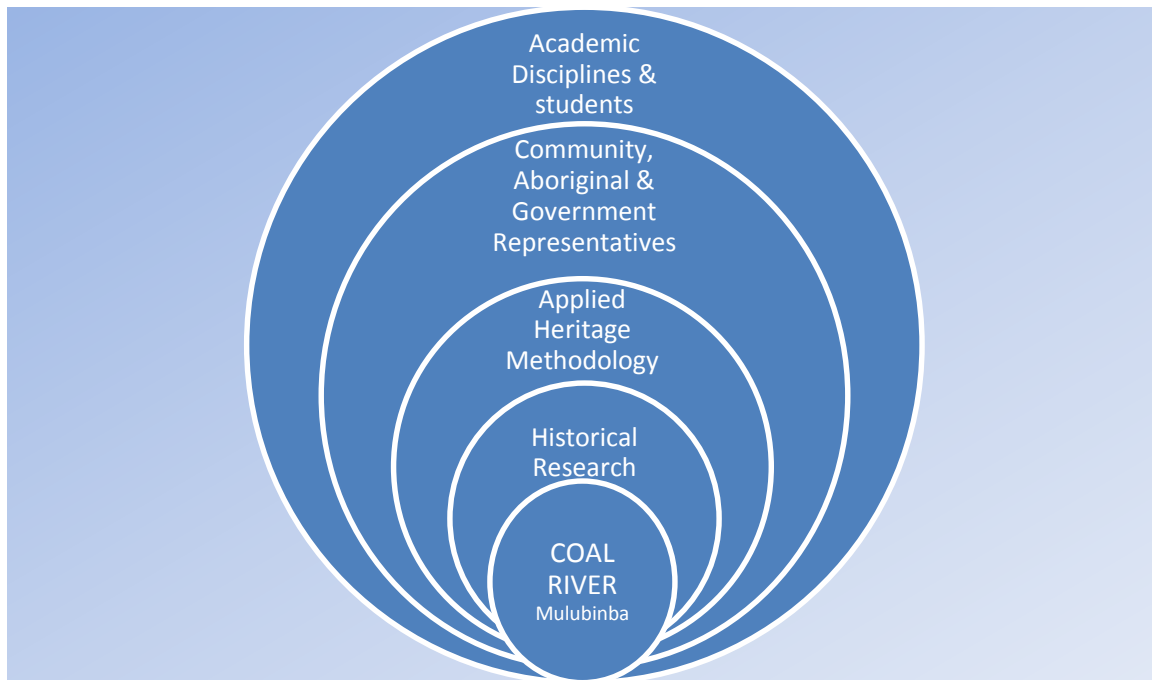 Academic
Disciplines &
students
Community,
Aboriginal &
Government
Representatives
Applied
Heritage
Methodology
Historical
Research
COAL
RIVER
Mulubinba